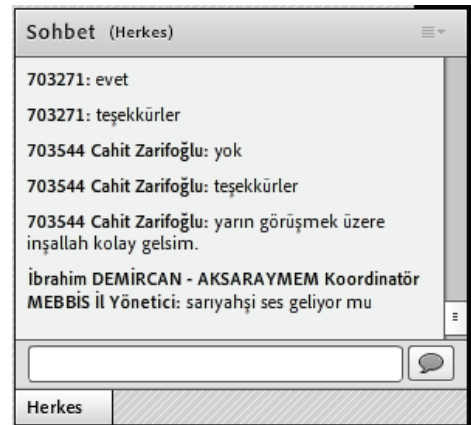 Sohbet (Herkes)
703271: evet
703271: teşekkürler
703544 Cahit Zarifoğlu: yok
703544 Cahit Zarifoğlu: teşekkürler
703544 Cahit Zarifoğlu: yarın görüşmek üzere
inşallah kolay gelsim.
İbrahim DEMİRCAN - AKSARAYMEM Koordinatör
MEBBİS İl Yönetici: sarıyahşi ses geliyor mu
Herkes